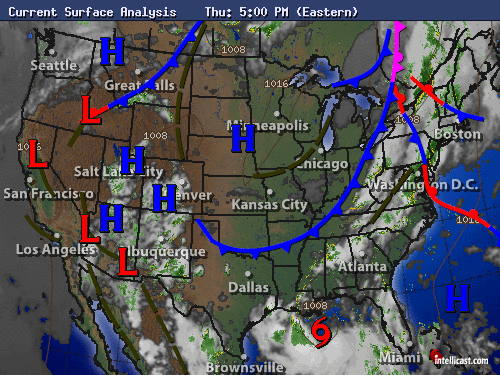 Current Surface Analysis Thu: 5:00 PM (Eastern)
1008
Seattle
H
Great Falls
1016
L
Minneapolis
1008
1008
H
Boston
L
H
Chicago
Salt Lake City
Denver
Washington D.C.
San Francisco
H
Kansas City
L
H
L
Los Angeles
Albuquerque
L
Atlanta
Dallas
H
1008
Miami
Brownsville
intellicast.com